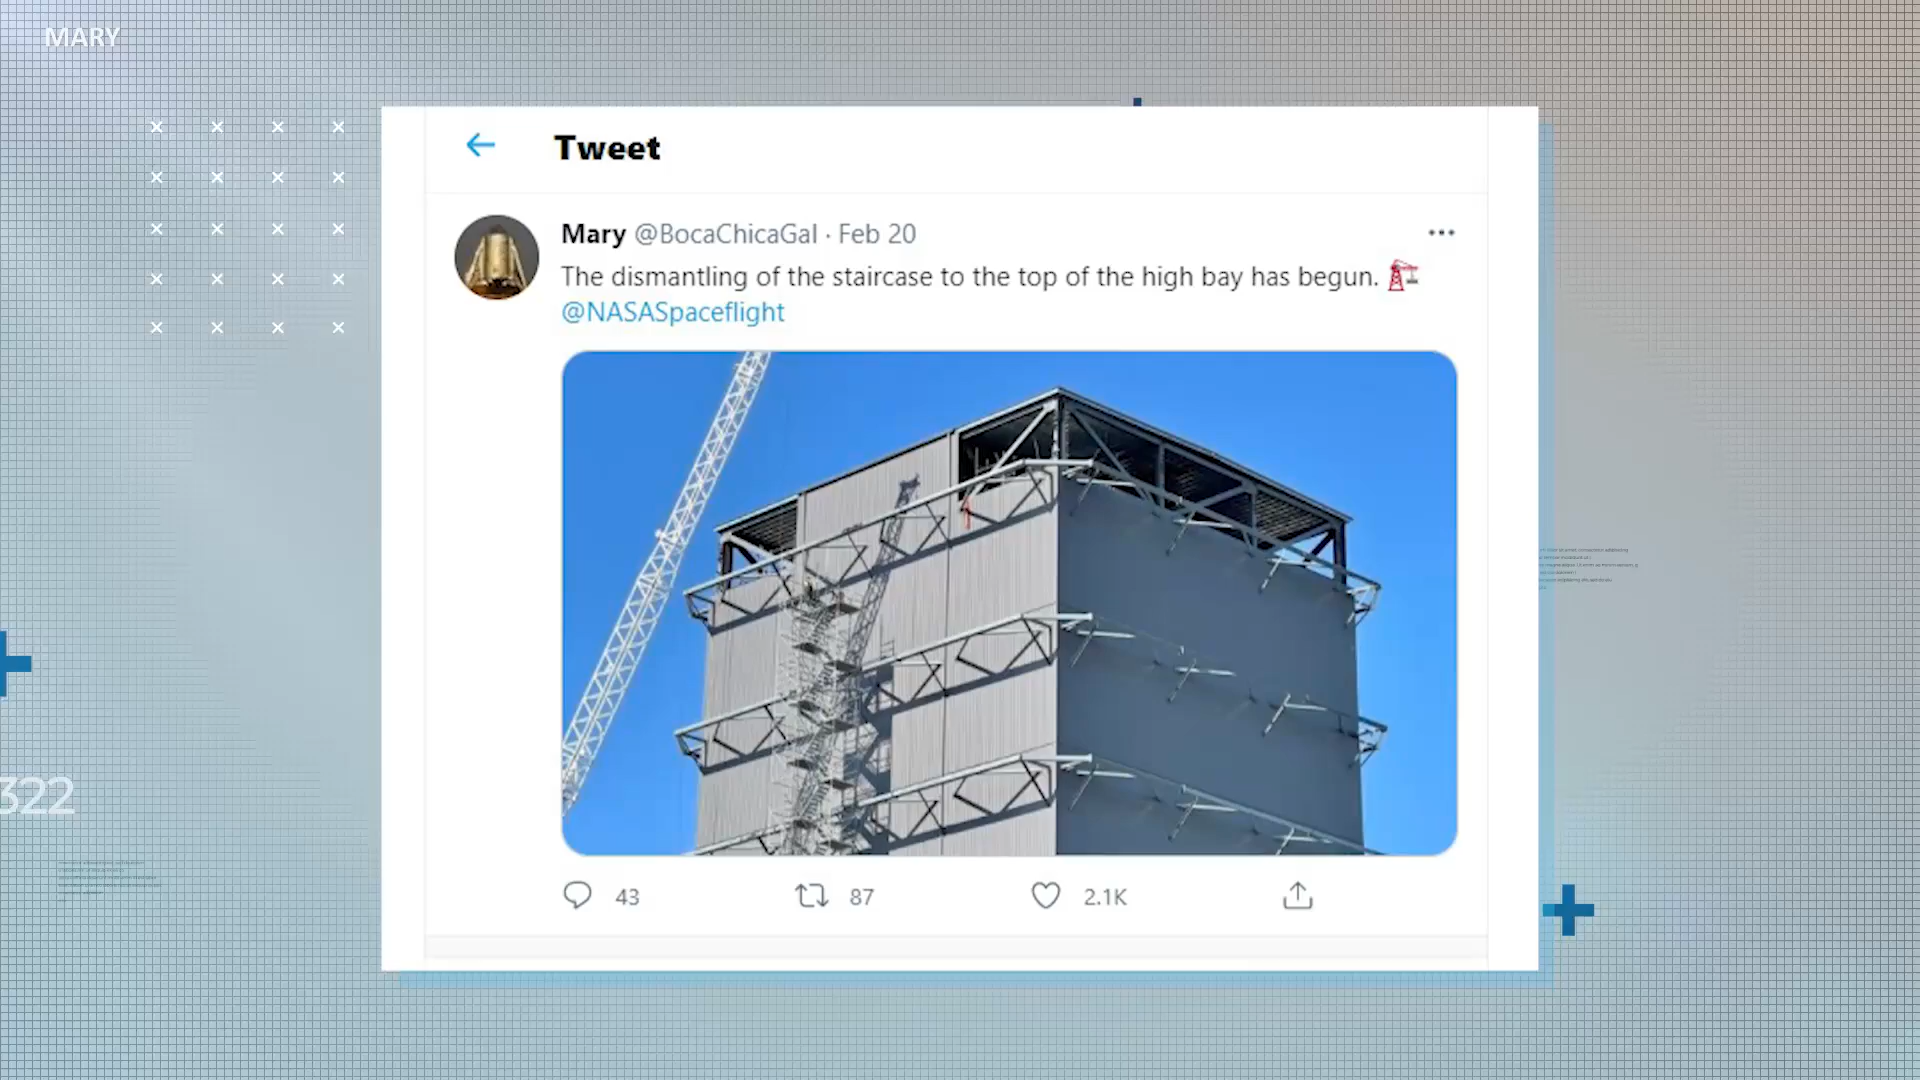 MARY
Tweet
Mary @BocaChicaGal · Feb 20
The dismantling of the staircase to the top of the high bay has begun. 🏗️
@NASASpaceflight
322
43 87 2.1K